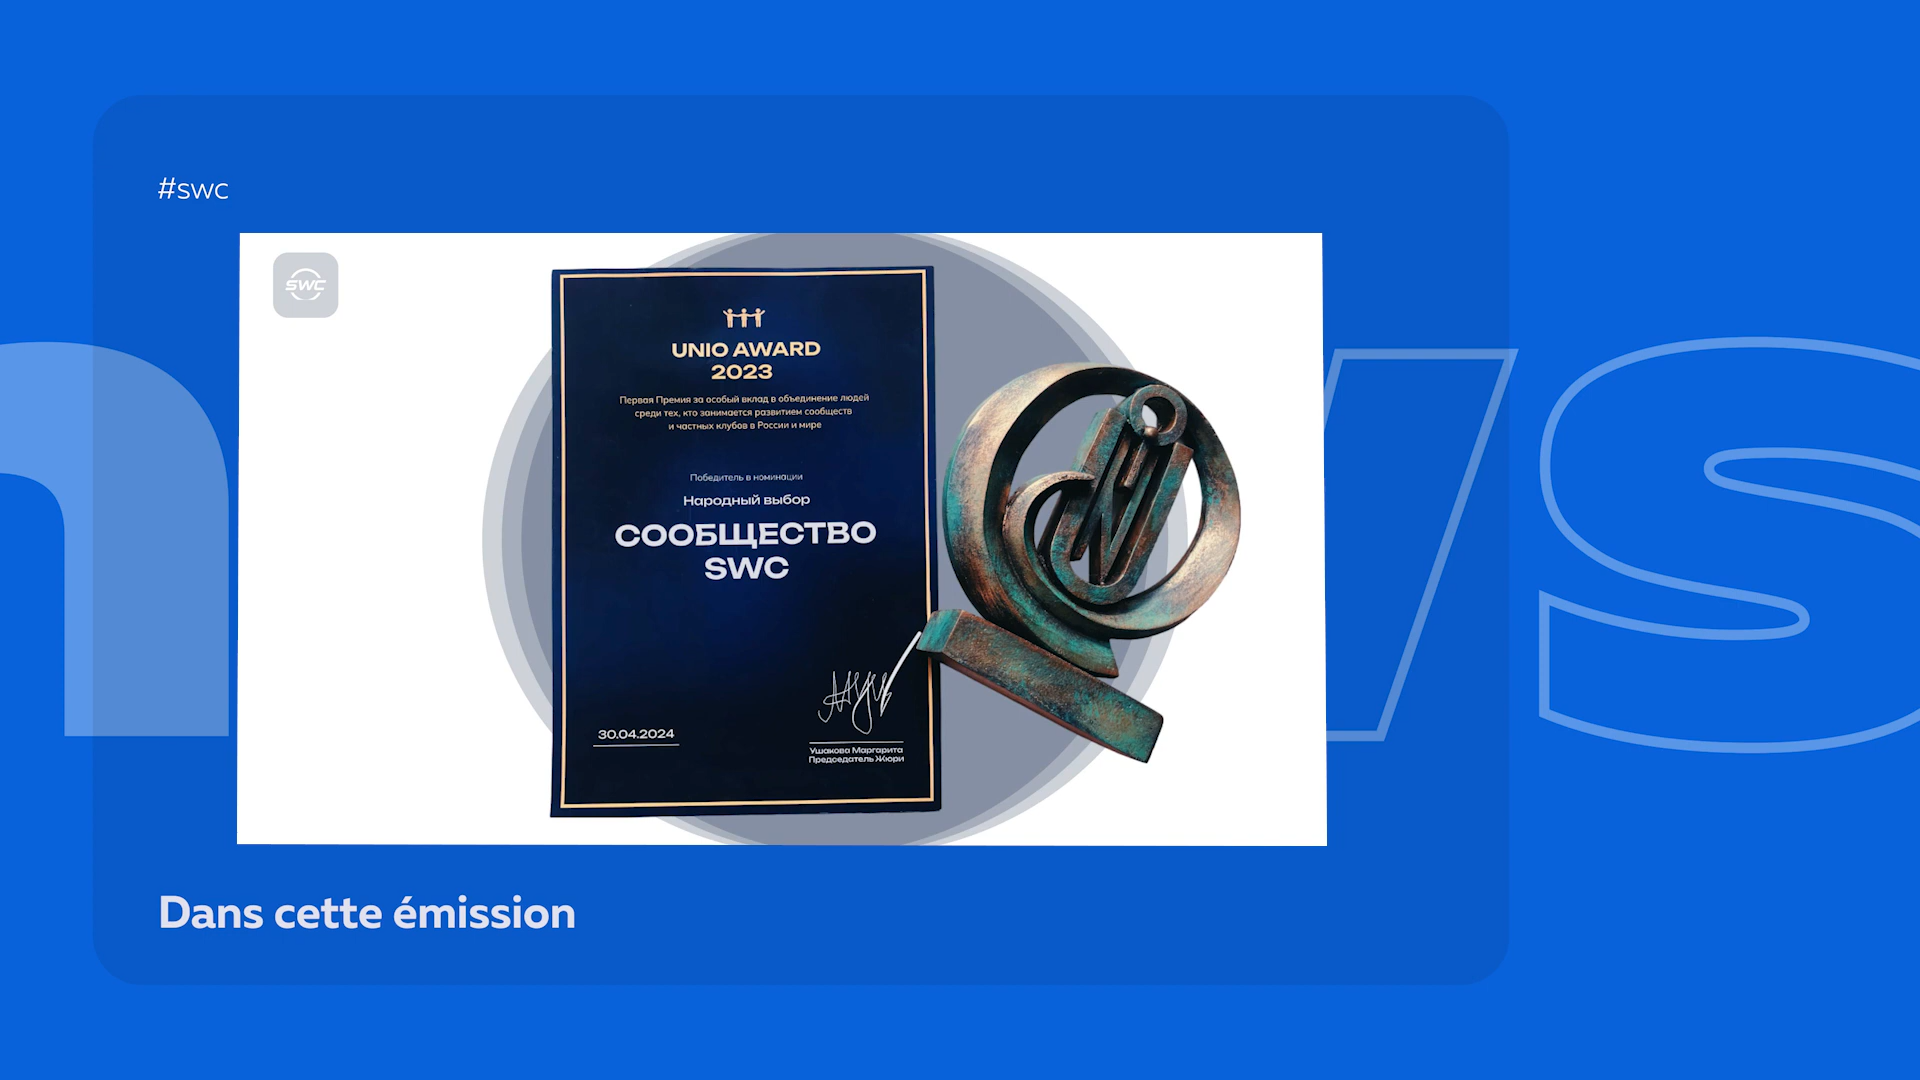 #swc
SWC
UNIO AWARD
2023
Первая Премия за особый вклад в объединение людей
среди тех, кто занимается развитием сообществ
и частных клубов в России и мире
Победитель в номинации
Народный выбор
СООБЩЕСТВО
SWC
30.04.2024
Ушакова Маргарита
Председатель Жюри
Dans cette émission